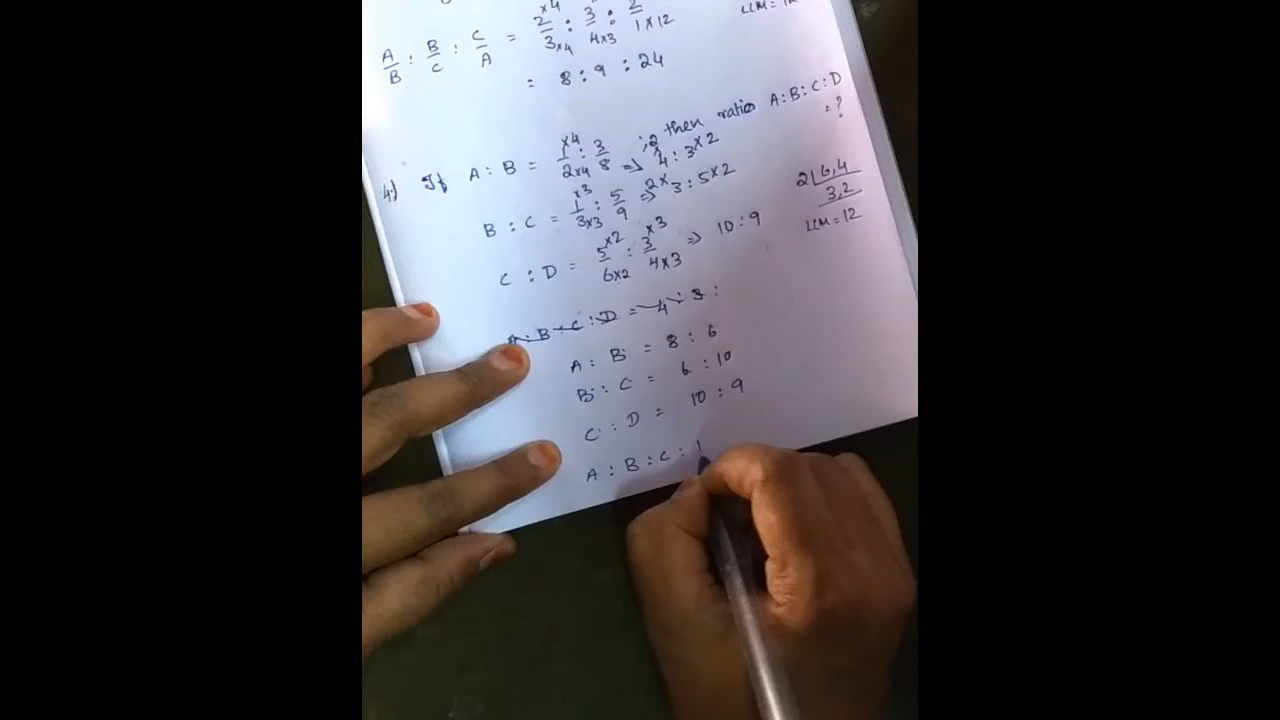 ×4 2
A/B : B/C : C/A = 2/3×4 : 3/4×3 : 2/1×12
= 8 : 9 : 24
4) If A : B = 1×4/2×4 : 3/8 ⇒ 2×4 : 3×2 then ratio A : B : C : D = ?
B : C = 1×3/3×3 : 5/9 ⇒ 2×3 : 5×2
C : D = 5×2/6×2 : 3×3/4×3 ⇒ 10 : 9
2 | 6,4
3,2
LCM = 12
A : B : C : D = 4 : 3 :
A : B = 8 : 6
B : C = 6 : 10
C : D = 10 : 9
A : B : C :